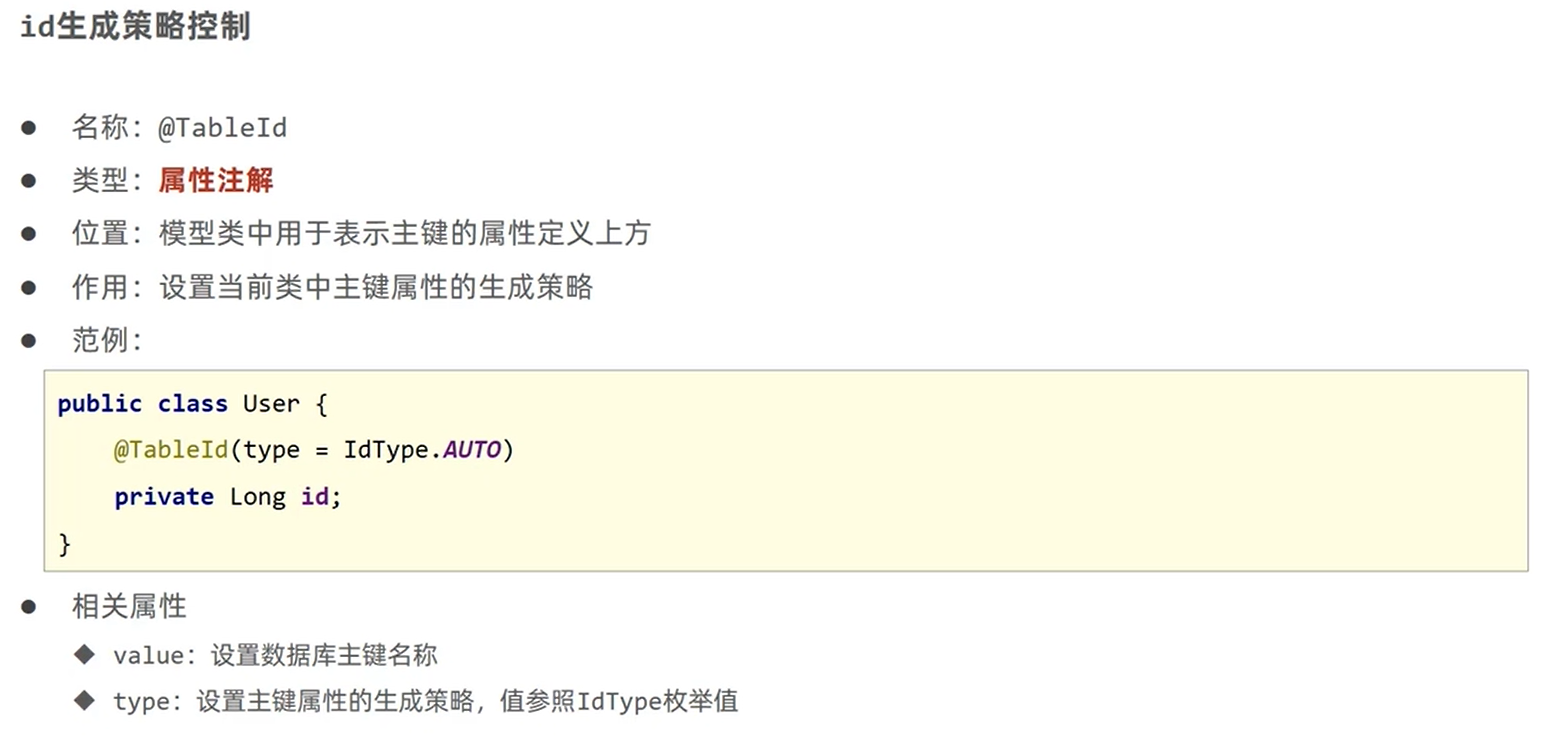 id生成策略控制
● 名称：@TableId
● 类型：属性注解
● 位置：模型类中用于表示主键的属性定义上方
● 作用：设置当前类中主键属性的生成策略
● 范例：
public class User {
    @TableId(type = IdType.AUTO)
    private Long id;
}
● 相关属性
◆ value：设置数据库主键名称
◆ type：设置主键属性的生成策略，值参照IdType枚举值